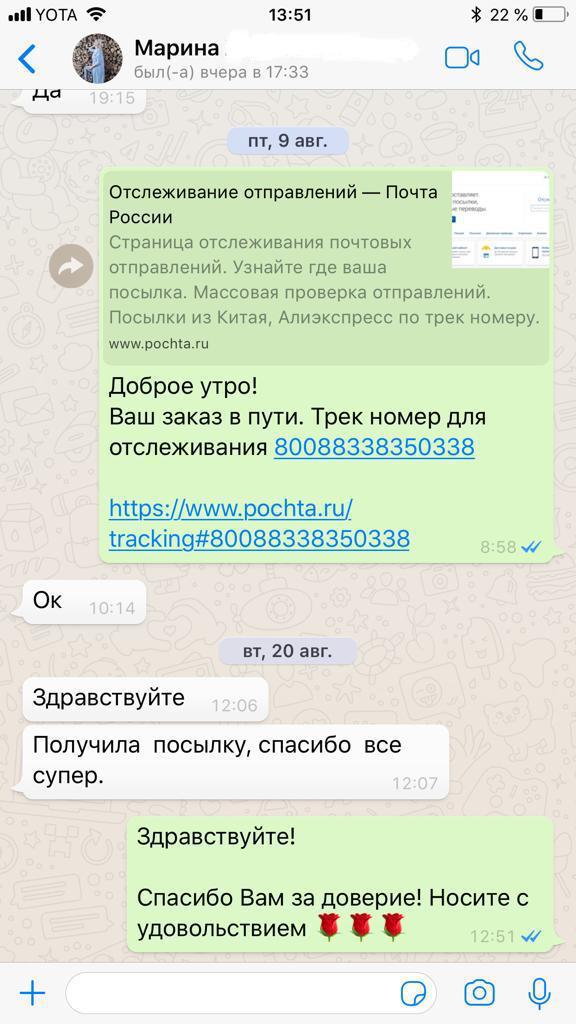 YOTA
13:51
22 %
Марина
был(-а) вчера в 17:33
Да
19:15
пт, 9 авг.
Отслеживание отправлений — Почта
России
Страница отслеживания почтовых
отправлений. Узнайте где ваша
посылка. Массовая проверка отправлений.
Посылки из Китая, Алиэкспресс по трек номеру.
www.pochta.ru
Доброе утро!
Ваш заказ в пути. Трек номер для
отслеживания 80088338350338
https://www.pochta.ru/
tracking#80088338350338
8:58
Ок
10:14
вт, 20 авг.
Здравствуйте
12:06
Получила посылку, спасибо все
супер.
12:07
Здравствуйте!
Спасибо Вам за доверие! Носите с
удовольствием 🌹🌹🌹
12:51